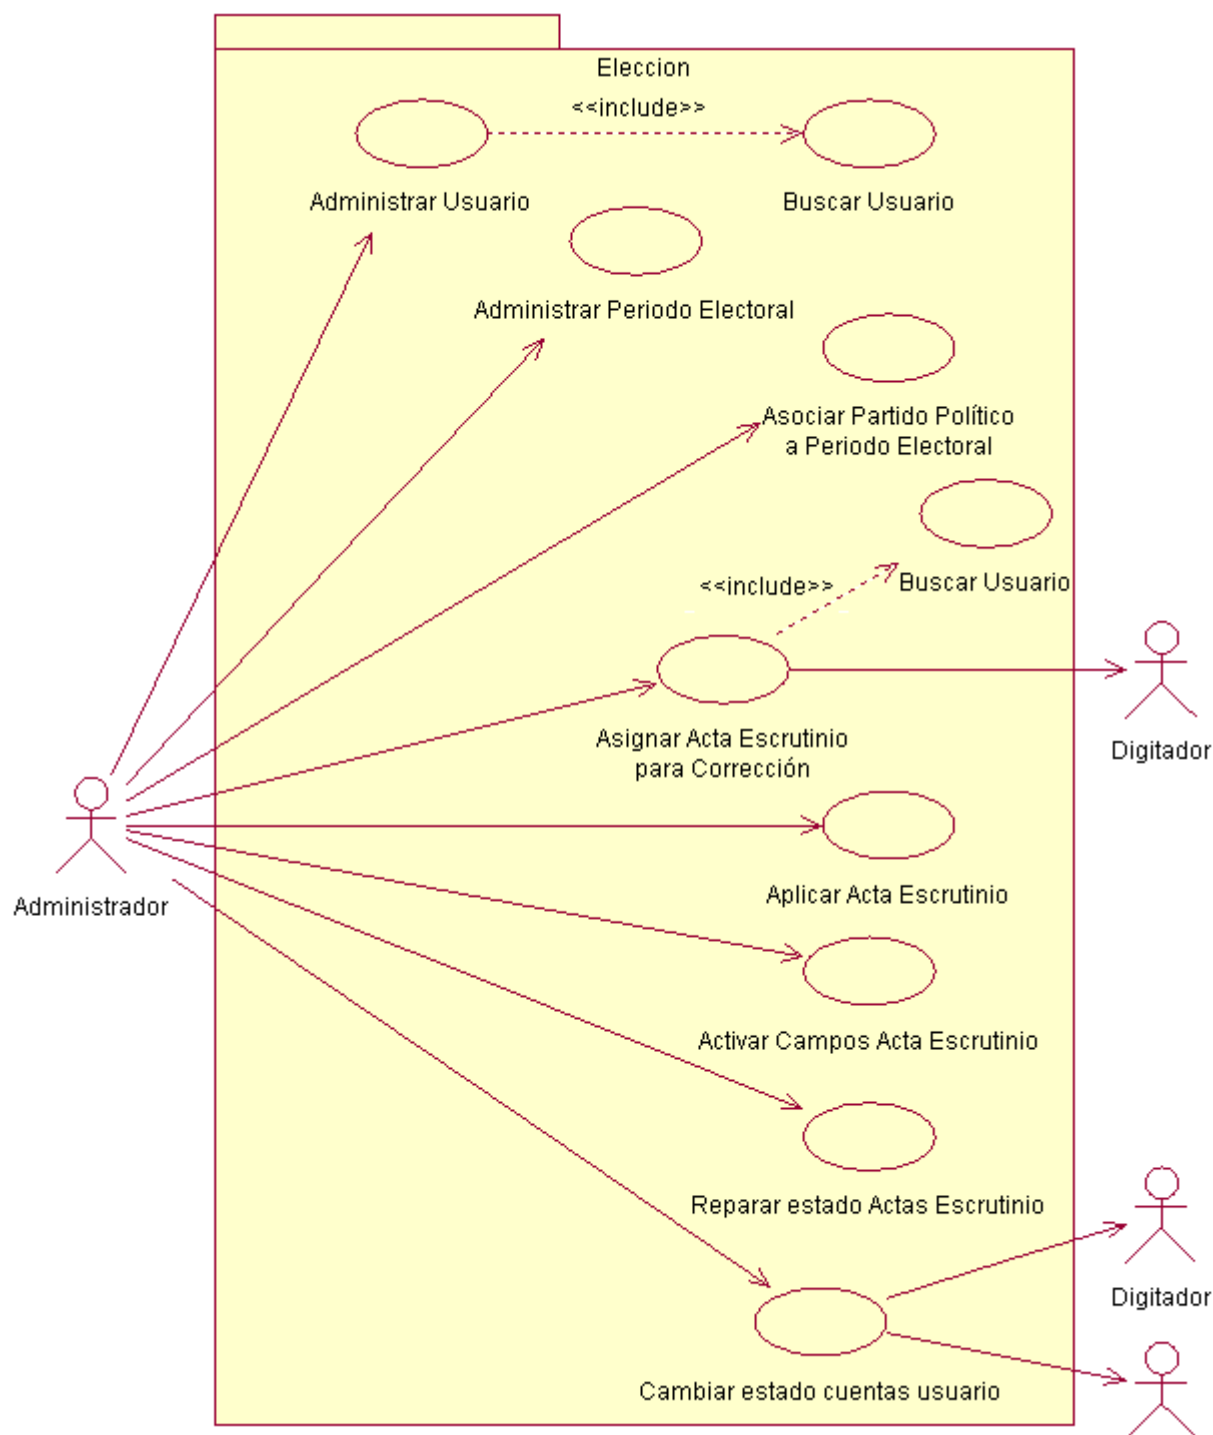 Eleccion
<<include>>
Administrar Usuario
Buscar Usuario
Administrar Periodo Electoral
Asociar Partido Político
a Periodo Electoral
<<include>>
Buscar Usuario
Asignar Acta Escrutinio
para Corrección
Digitador
Aplicar Acta Escrutinio
Administrador
Activar Campos Acta Escrutinio
Reparar estado Actas Escrutinio
Digitador
Cambiar estado cuentas usuario